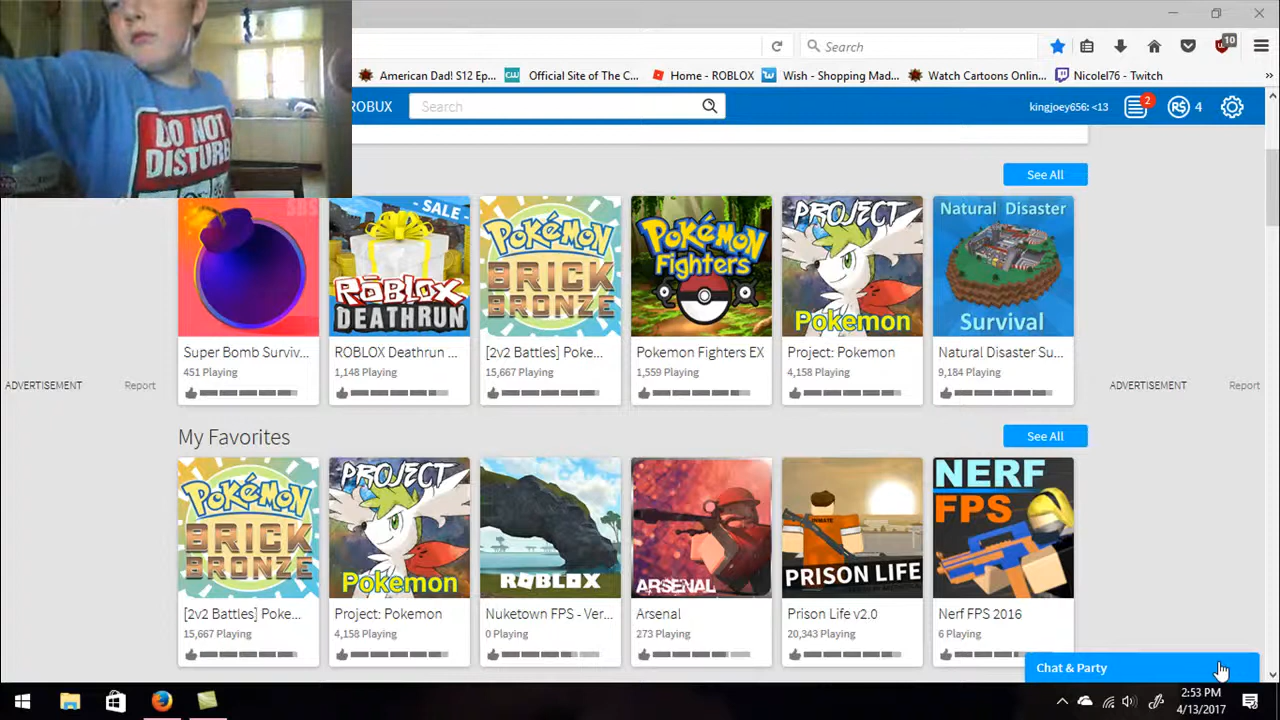 Search
10
American Dad! S12 Ep... Official Site of The C... Home - ROBLOX Wish - Shopping Mad... Watch Cartoons Onlin... Nicolel76 - Twitch »
ROBUX Search kingjoey656: <13 2 R$ 4
DO NOT
DISTURB
See All
SALE
ROBLOX
DEATHRUN
Pokémon
BRICK
BRONZE
Pokémon
Fighters
PROJECT
Pokemon
Natural Disaster
Survival
Super Bomb Surviv... ROBLOX Deathrun ... [2v2 Battles] Poke... Pokemon Fighters EX Project: Pokemon Natural Disaster Su...
451 Playing 1,148 Playing 15,667 Playing 1,559 Playing 4,158 Playing 9,184 Playing
ADVERTISEMENT Report ADVERTISEMENT Report
My Favorites See All
Pokémon
BRICK
BRONZE
PROJECT
Pokemon
ROBLOX
ARSENAL
INMATE
PRISON LIFE
NERF
FPS
[2v2 Battles] Poke... Project: Pokemon Nuketown FPS - Ver... Arsenal Prison Life v2.0 Nerf FPS 2016
15,667 Playing 4,158 Playing 0 Playing 273 Playing 20,343 Playing 6 Playing
Chat & Party
2:53 PM
4/13/2017